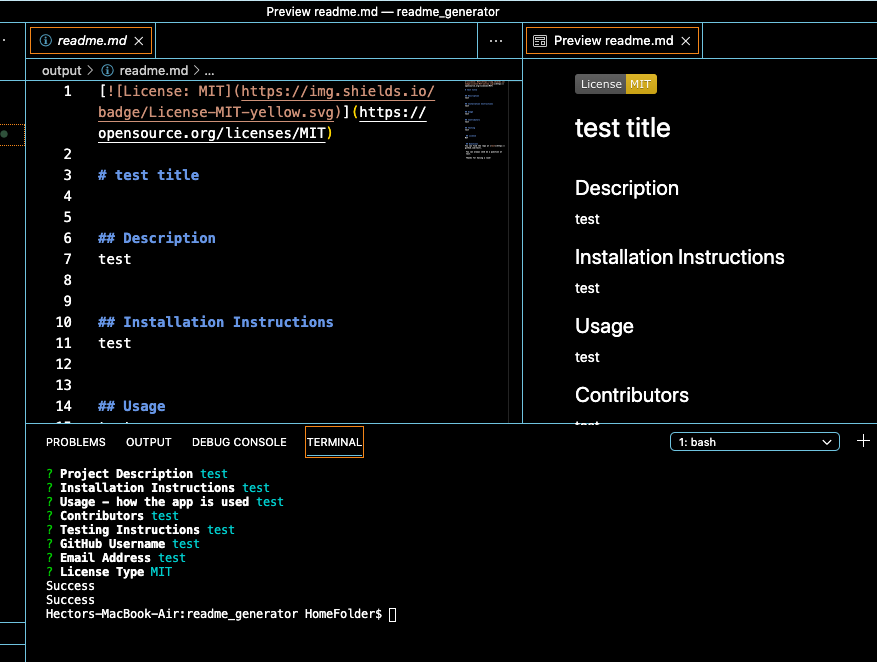 Preview readme.md — readme_generator
readme.md
Preview readme.md
output > readme.md > ...
1 [![License: MIT](https://img.shields.io/
badge/License-MIT-yellow.svg)](https://
opensource.org/licenses/MIT)
2
3 # test title
4
5
6 ## Description
7 test
8
9
10 ## Installation Instructions
11 test
12
13
14 ## Usage
License MIT
test title
Description
test
Installation Instructions
test
Usage
test
Contributors
PROBLEMS OUTPUT DEBUG CONSOLE TERMINAL
1: bash
? Project Description test
? Installation Instructions test
? Usage - how the app is used test
? Contributors test
? Testing Instructions test
? GitHub Username test
? Email Address test
? License Type MIT
Success
Success
Hectors-MacBook-Air:readme_generator HomeFolder$